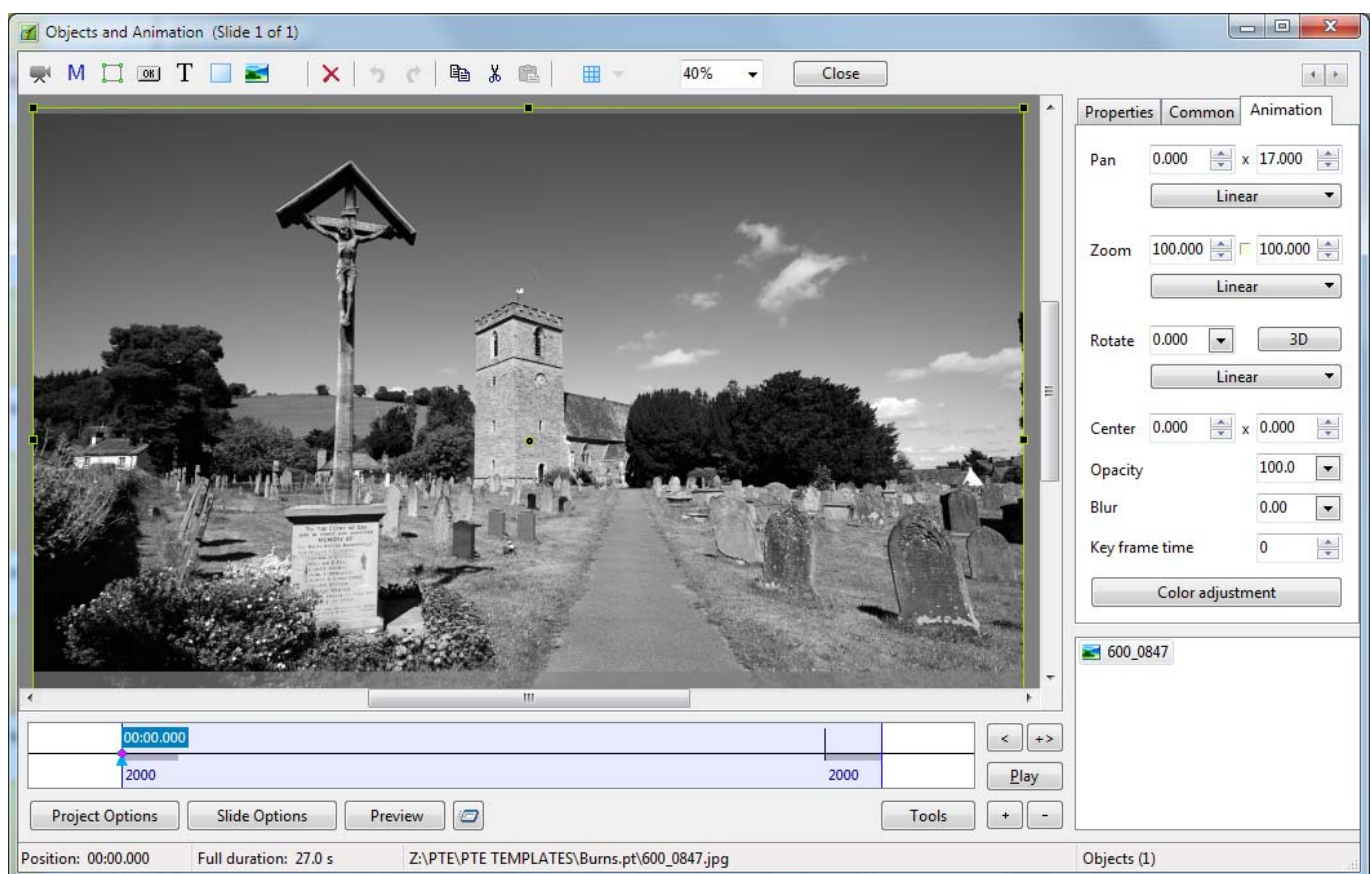 Objects and Animation (Slide 1 of 1)
M OK T 40% Close
Properties Common Animation
Pan 0.000 x 17.000
Linear
Zoom 100.000 100.000
Linear
Rotate 0.000 3D
Linear
Center 0.000 x 0.000
Opacity 100.0
Blur 0.00
Key frame time 0
Color adjustment
600_0847
MEMORY OF
00:00.000
2000 2000
< +>
Play
Project Options Slide Options Preview Tools + -
Position: 00:00.000 Full duration: 27.0 s Z:\PTE\PTE TEMPLATES\Burns.pt\600_0847.jpg Objects (1)